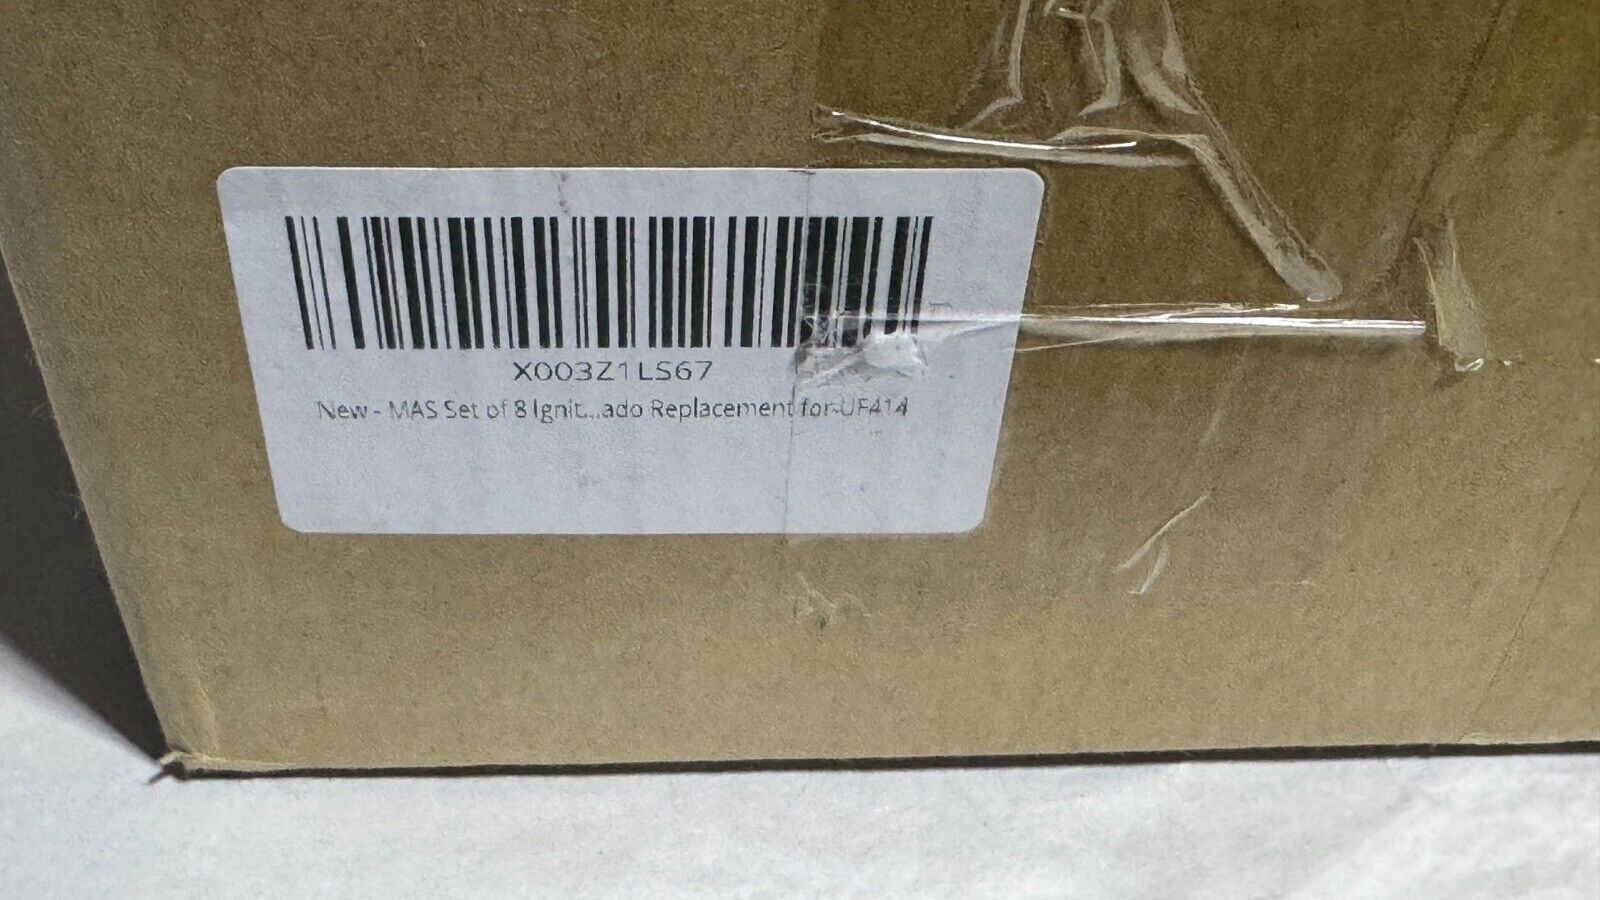 X003Z1LS67
New - MAS Set of 8 Ignit...ado Replacement for UF414